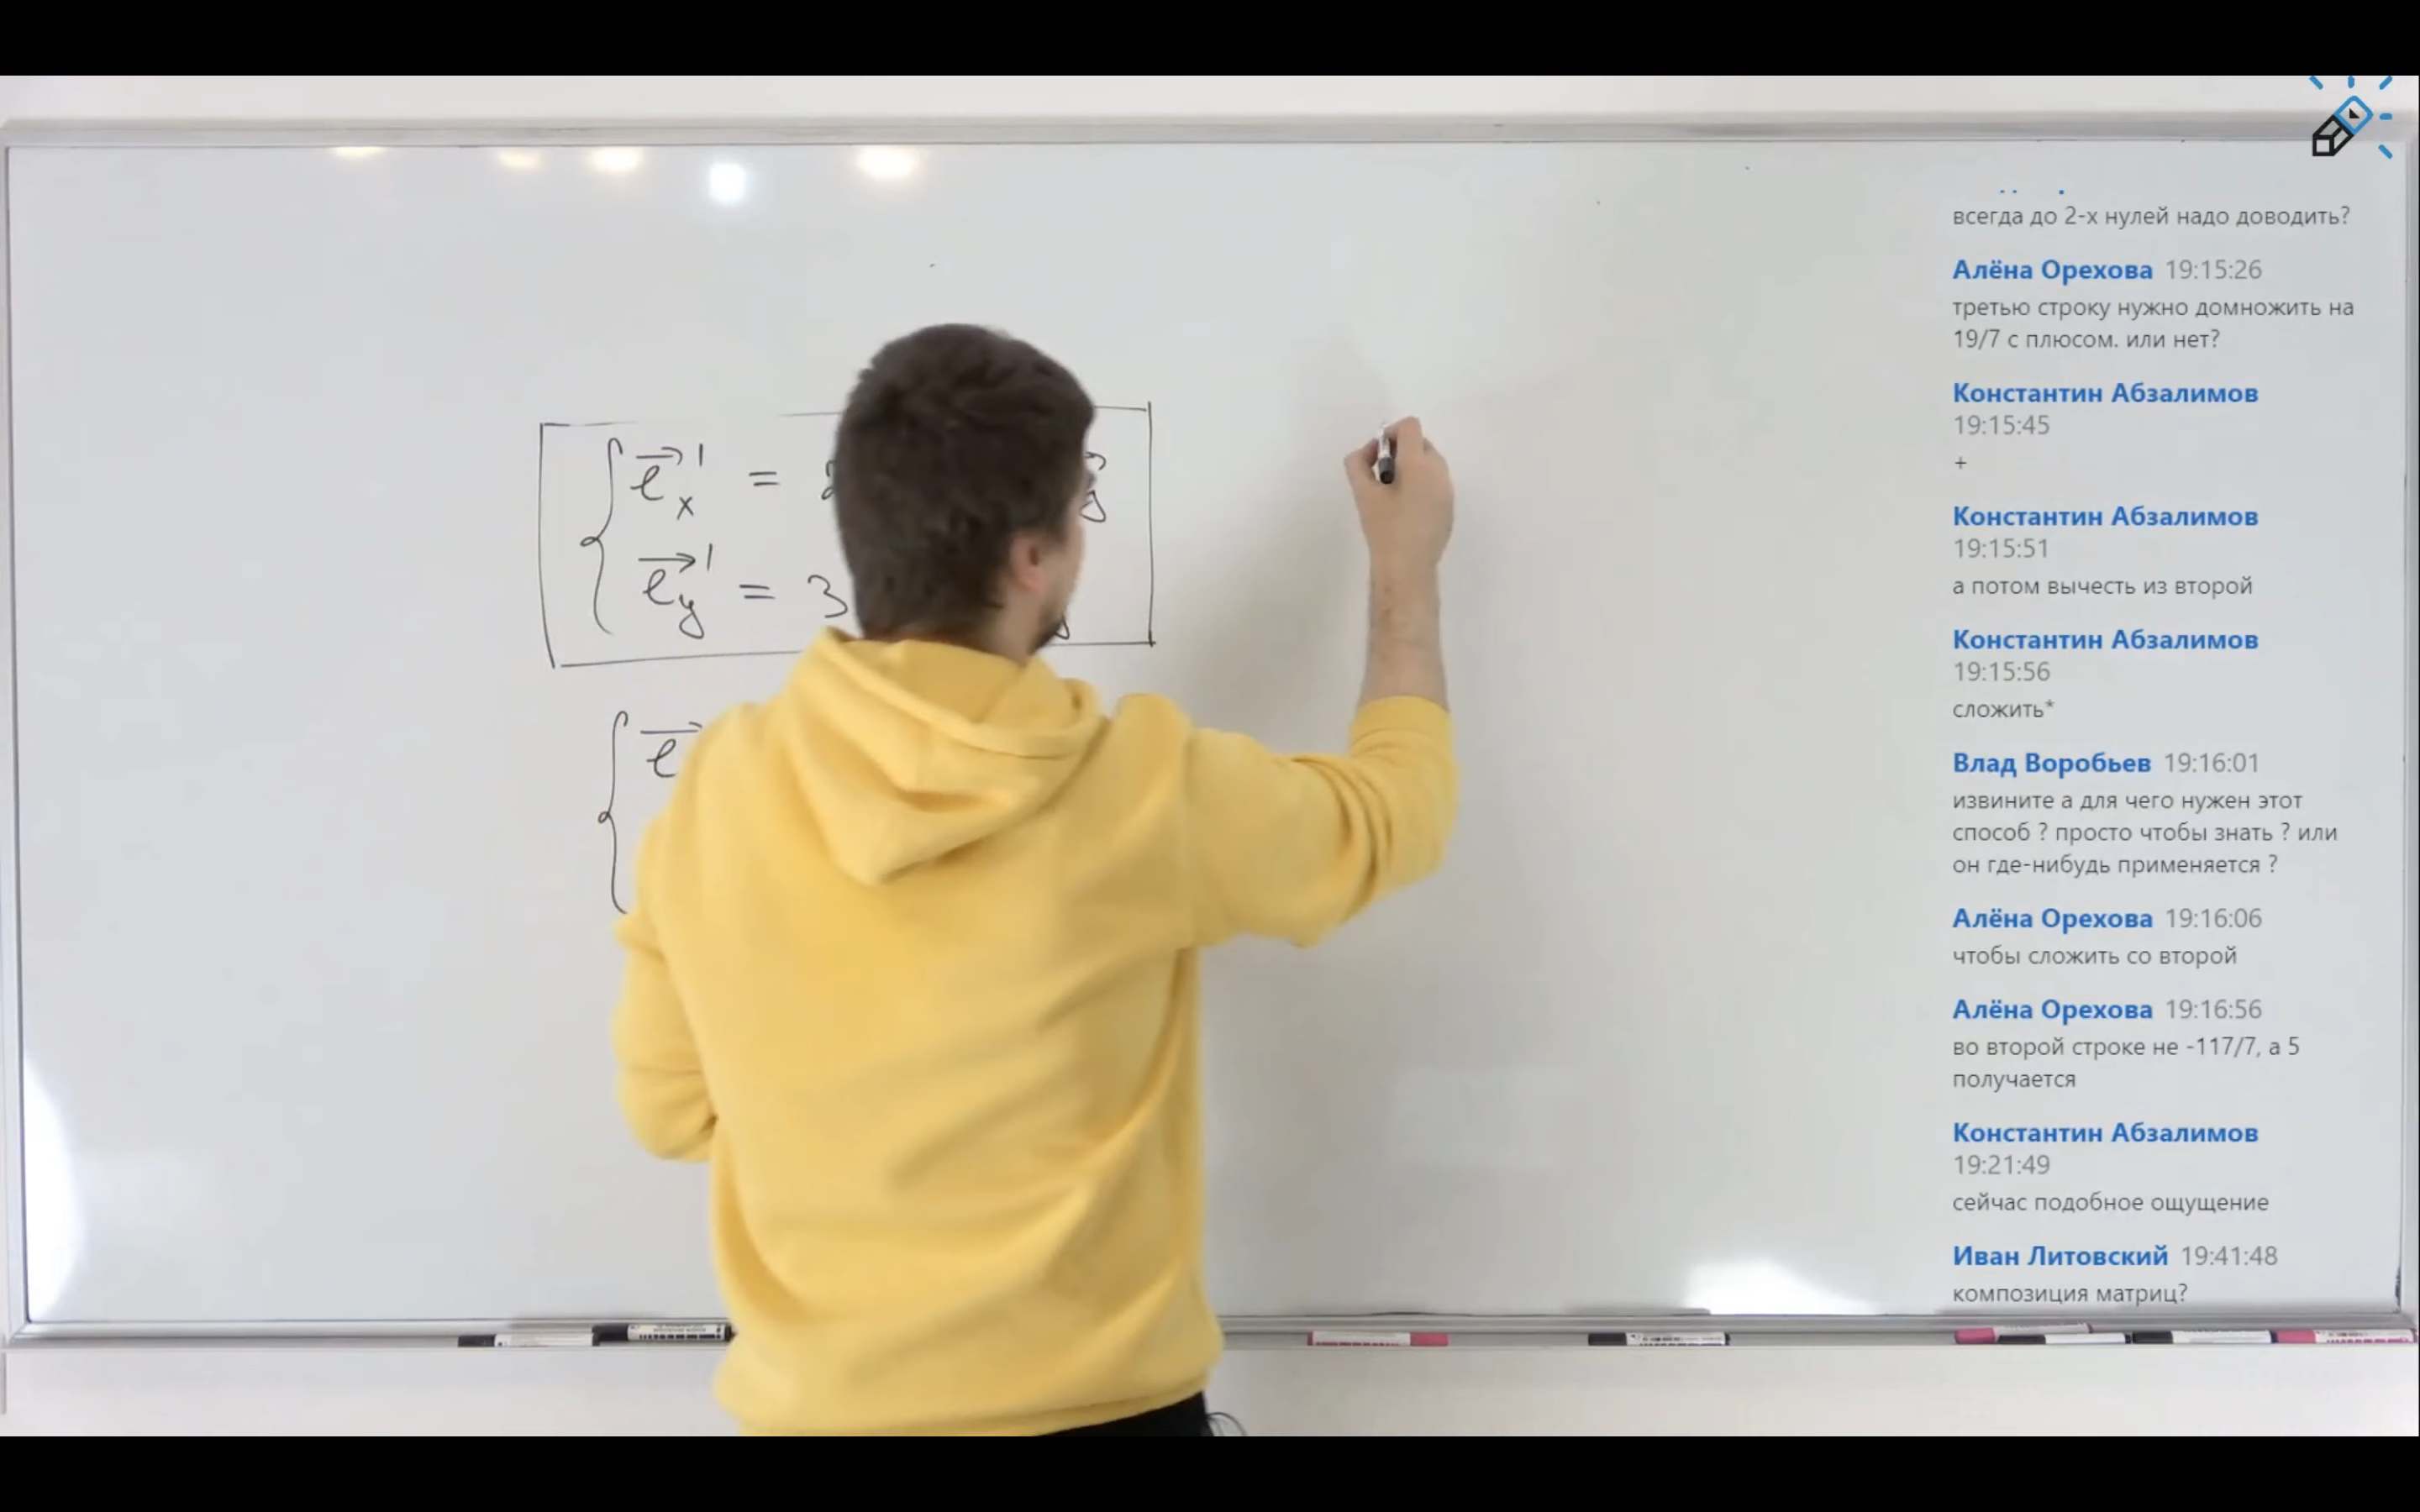 e⃗'x = 2
e⃗'y = 3
e⃗
всегда до 2-х нулей надо доводить?
Алёна Орехова 19:15:26
третью строку нужно домножить на
19/7 с плюсом. или нет?
Константин Абзалимов
19:15:45
+
Константин Абзалимов
19:15:51
а потом вычесть из второй
Константин Абзалимов
19:15:56
сложить*
Влад Воробьев 19:16:01
извините а для чего нужен этот
способ ? просто чтобы знать ? или
он где-нибудь применяется ?
Алёна Орехова 19:16:06
чтобы сложить со второй
Алёна Орехова 19:16:56
во второй строке не -117/7, а 5
получается
Константин Абзалимов
19:21:49
сейчас подобное ощущение
Иван Литовский 19:41:48
композиция матриц?